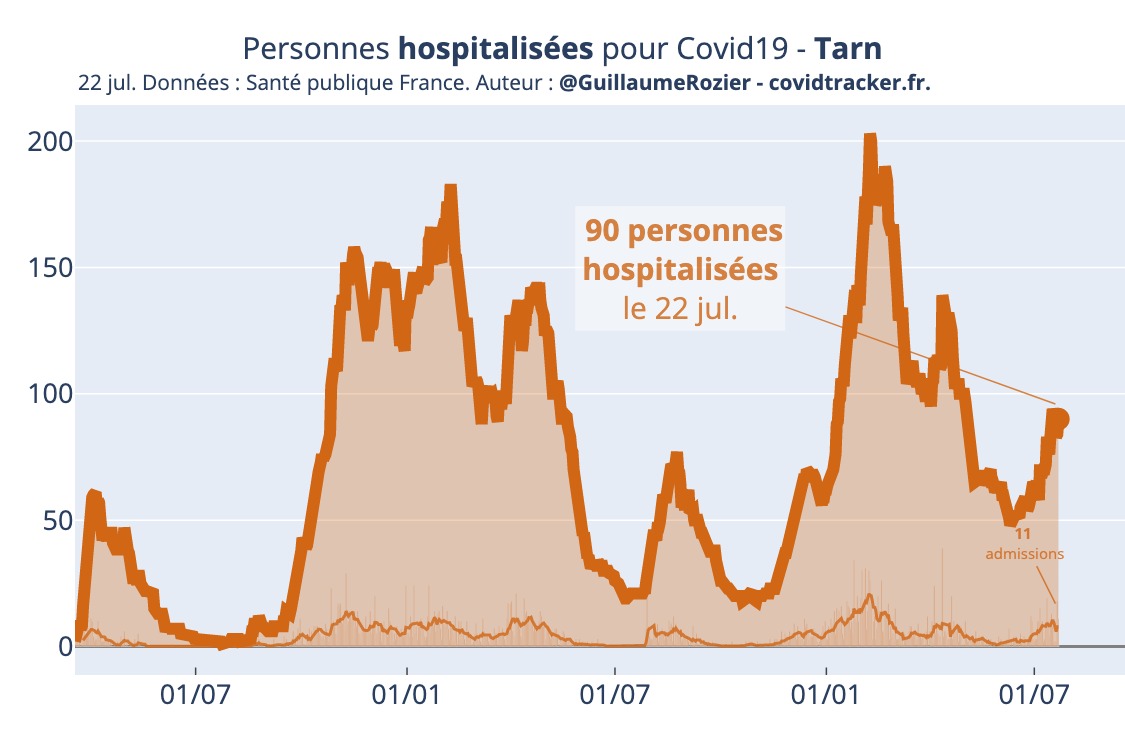 Personnes hospitalisées pour Covid19 - Tarn
22 jul. Données : Santé publique France. Auteur : @GuillaumeRozier - covidtracker.fr.
200
150
100
50
0
90 personnes
hospitalisées
le 22 jul.
11
admissions
01/07
01/01
01/07
01/01
01/07